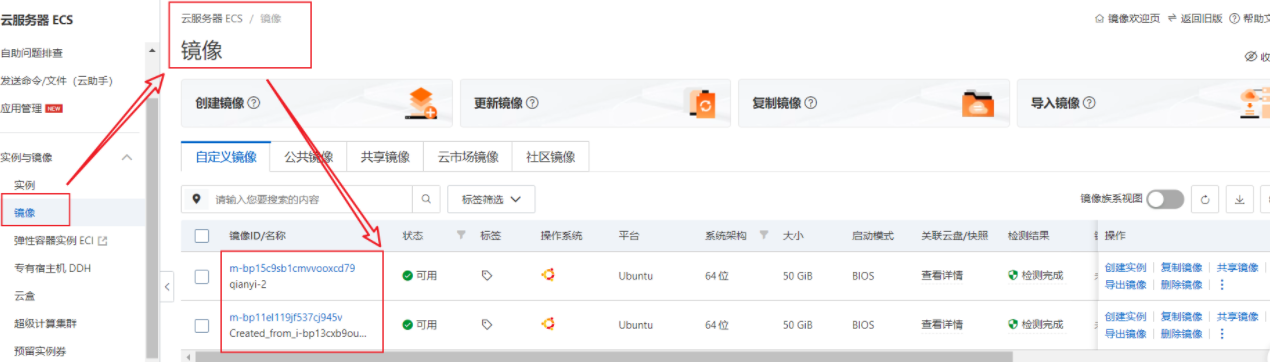 云服务器 ECS
自助问题排查
发送命令/文件（云助手）
应用管理 NEW
实例与镜像
实例
镜像
弹性容器实例 ECI
专有宿主机 DDH
云盒
超级计算集群
预留实例券
云服务器 ECS / 镜像
镜像欢迎页 返回旧版 帮助文
镜像
创建镜像 更新镜像 复制镜像 导入镜像
自定义镜像 公共镜像 共享镜像 云市场镜像 社区镜像
请输入您要搜索的内容 标签筛选 镜像族系视图
镜像ID/名称 状态 标签 操作系统 平台 系统架构 大小 启动模式 关联云盘/快照 检测结果 操作
m-bp15c9sb1cmvvooxcd79
qianyi-2
可用 Ubuntu 64 位 50 GiB BIOS 查看详情 检测完成
创建实例 复制镜像 共享镜像
导出镜像 删除镜像
m-bp11el119jf537cj945v
Created_from_i-bp13cxb9ou...
可用 Ubuntu 64 位 50 GiB BIOS 查看详情 检测完成
创建实例 复制镜像 共享镜像
导出镜像 删除镜像